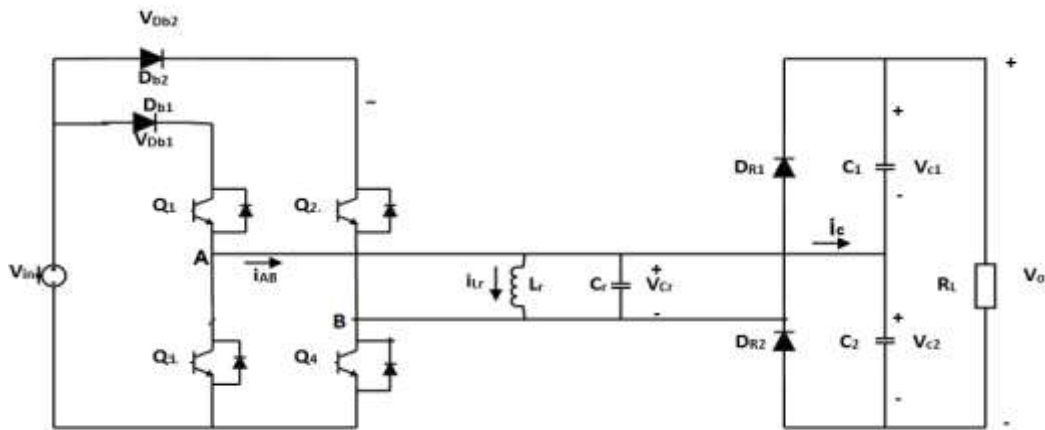 VDb2
Db2
Db1
VDb1
+
-
Q1
Q2.
DR1
C1
+
Vc1
-
A
iAB
ic
Vin
iLr
Lr
Cr
+
VCr
-
RL
Vo
B
Q3.
Q4
DR2
C2
+
Vc2
-
-